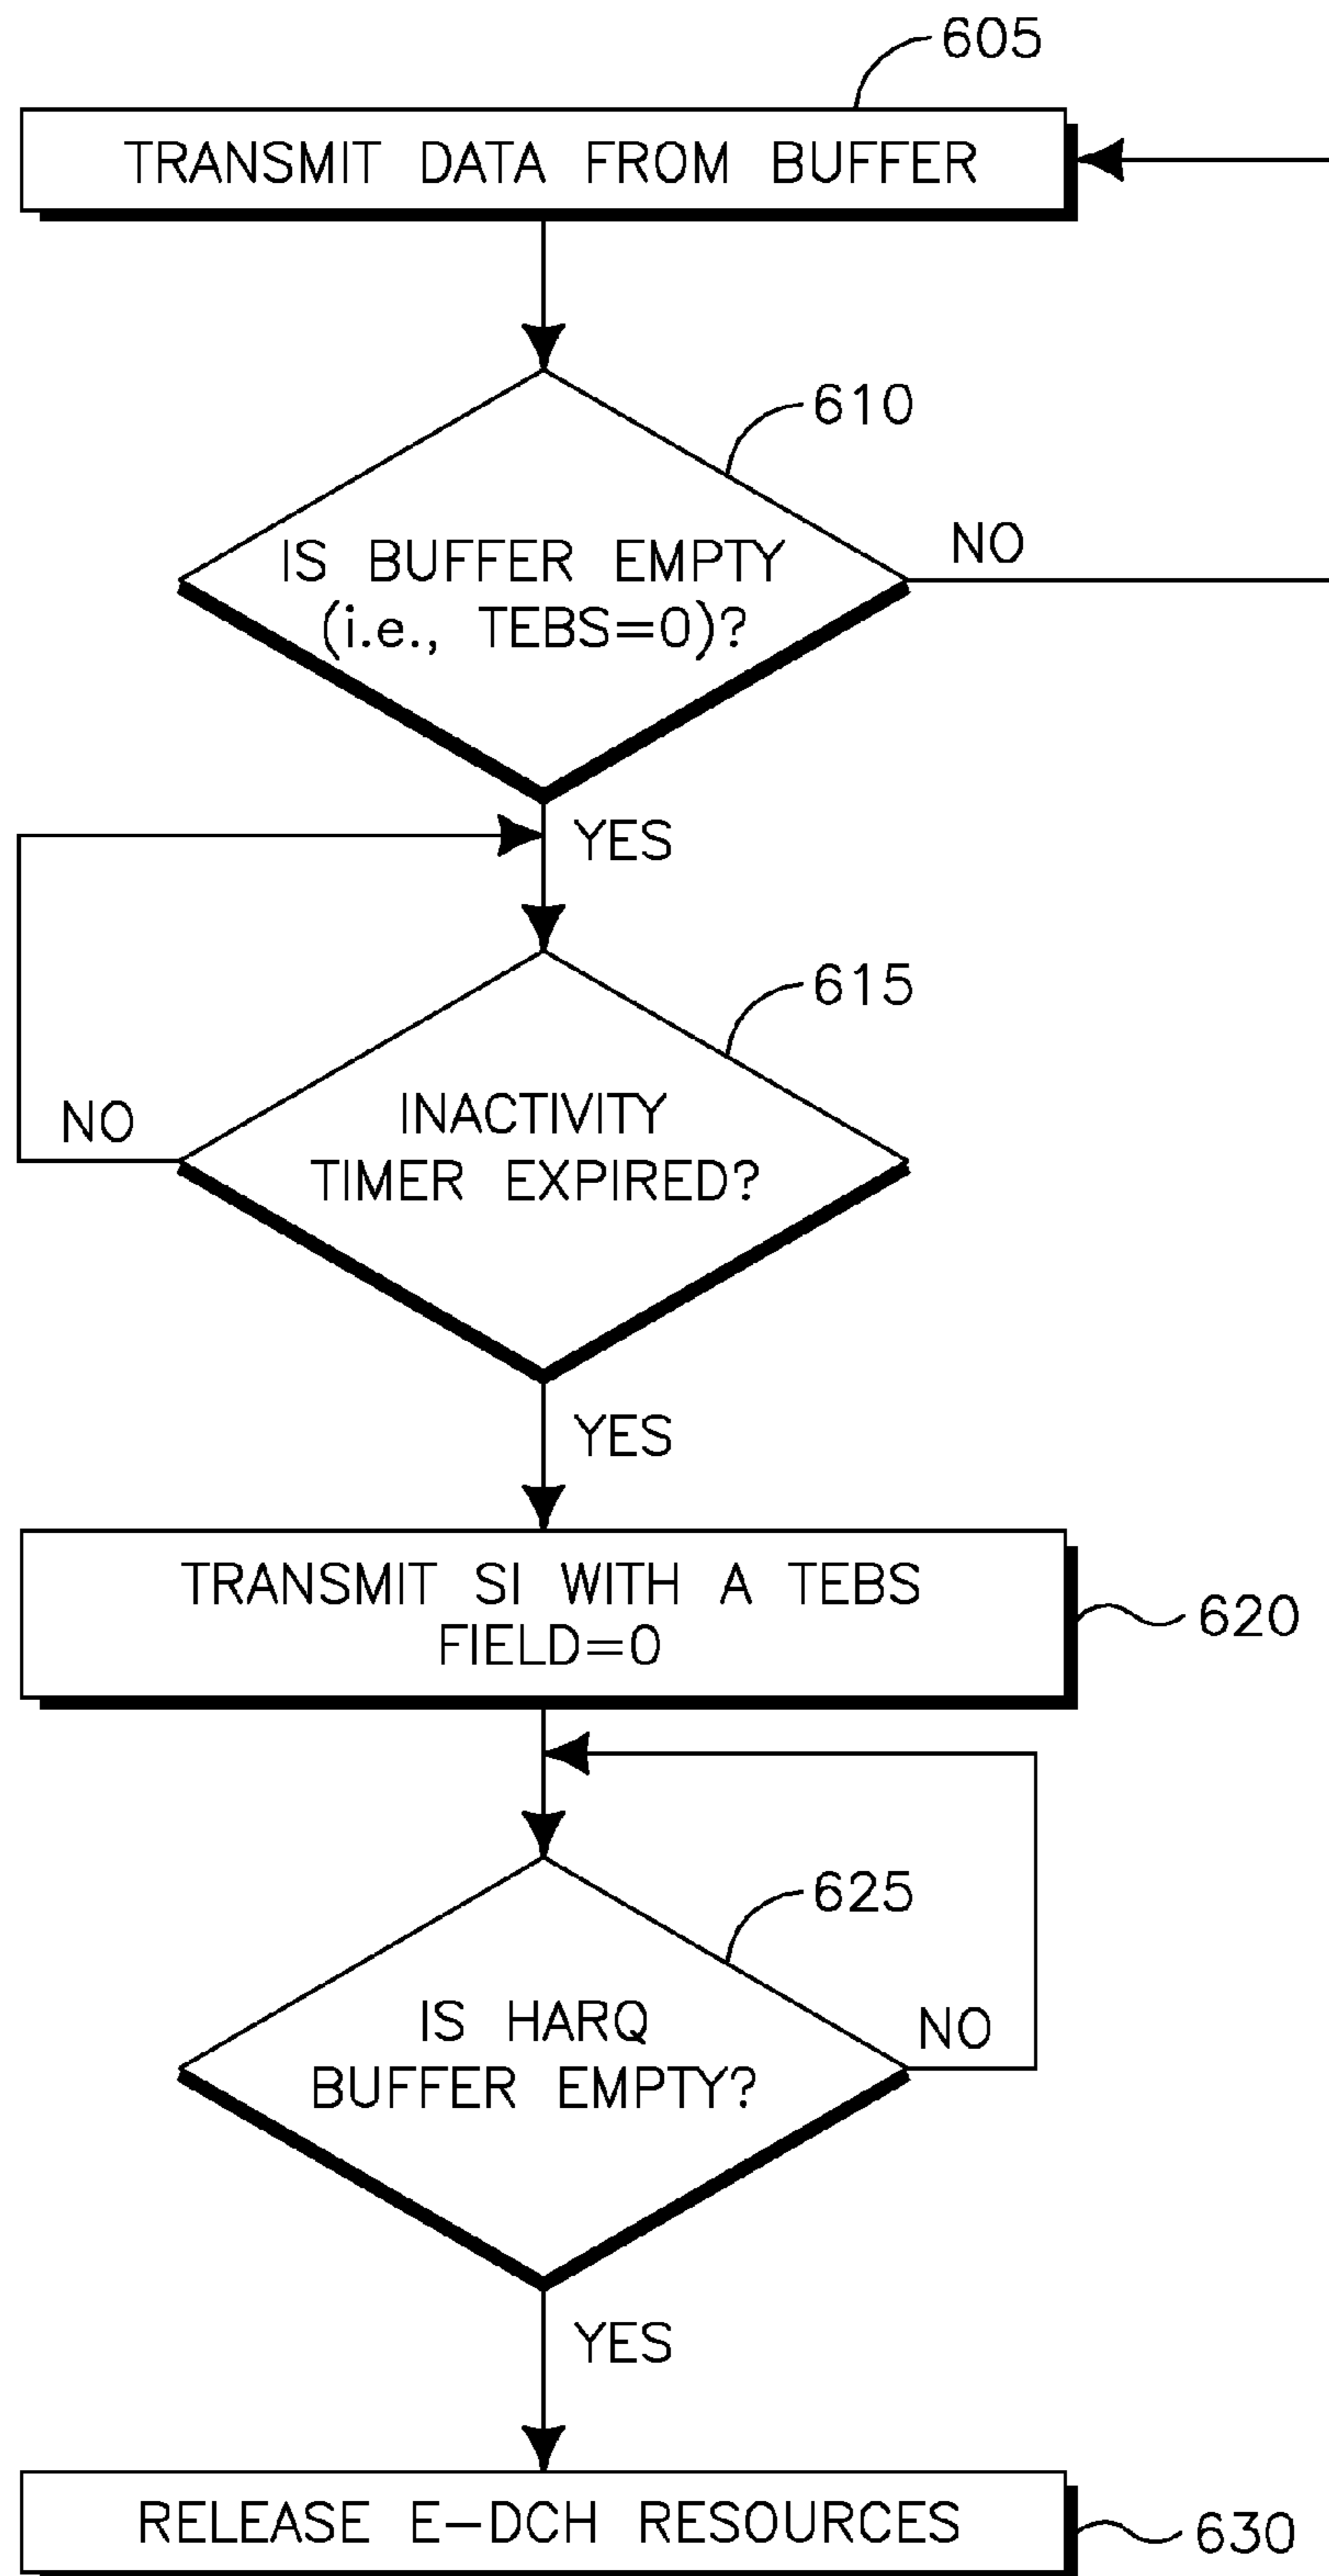 605
TRANSMIT DATA FROM BUFFER
610
IS BUFFER EMPTY
(i.e., TEBS=0)?
NO
YES
615
INACTIVITY
TIMER EXPIRED?
NO
YES
TRANSMIT SI WITH A TEBS
FIELD=0
620
625
IS HARQ
BUFFER EMPTY?
NO
YES
RELEASE E-DCH RESOURCES
630